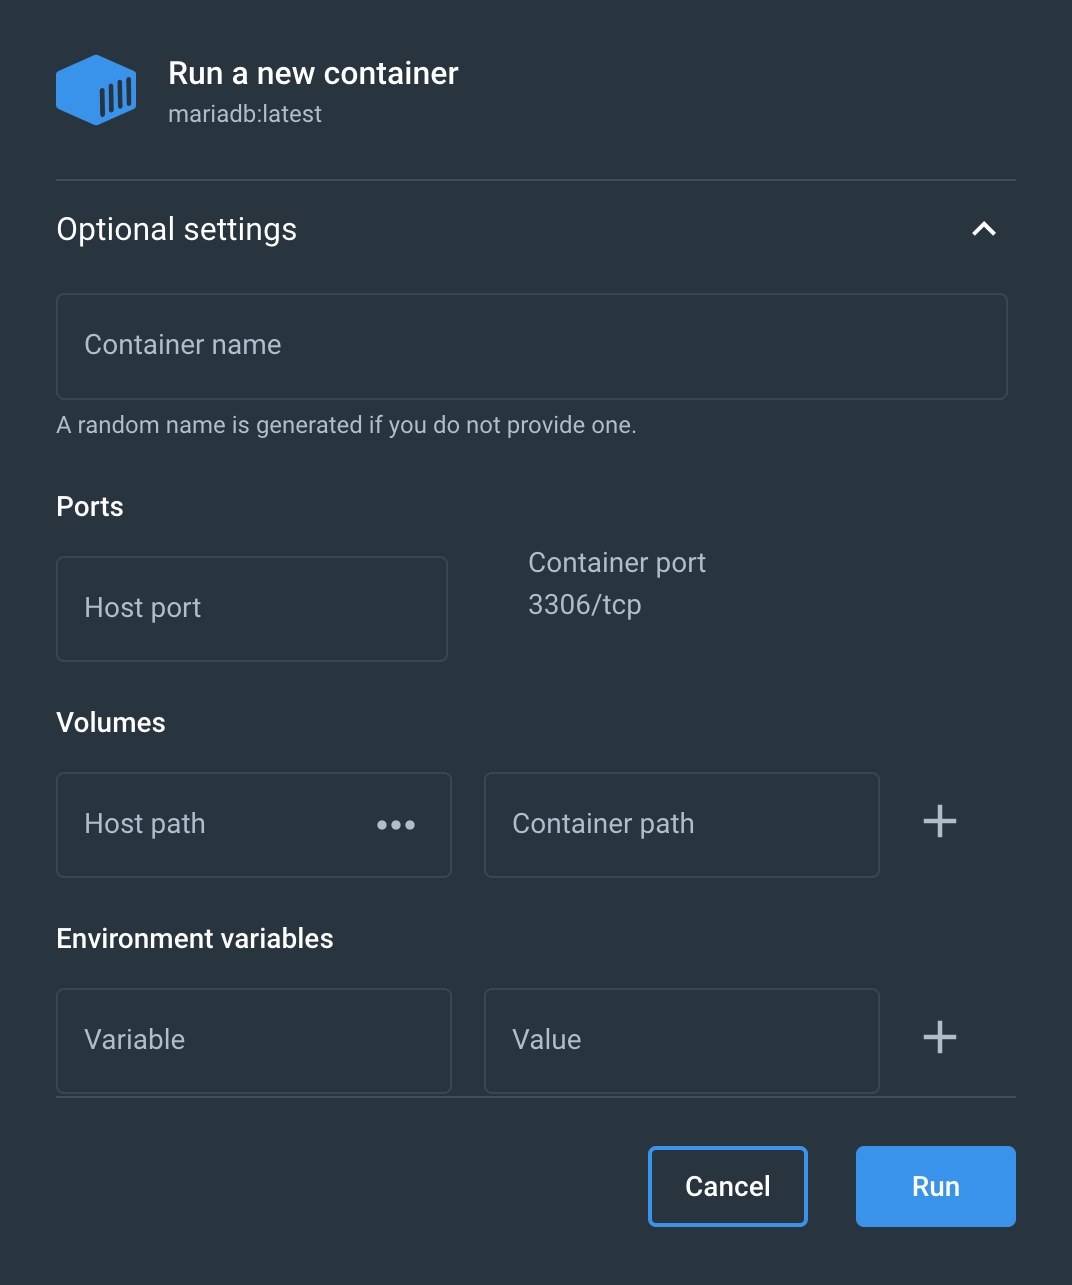 Run a new container
mariadb:latest
Optional settings
Container name
A random name is generated if you do not provide one.
Ports
Host port
Container port
3306/tcp
Volumes
Host path
Container path
Environment variables
Variable
Value
Cancel
Run